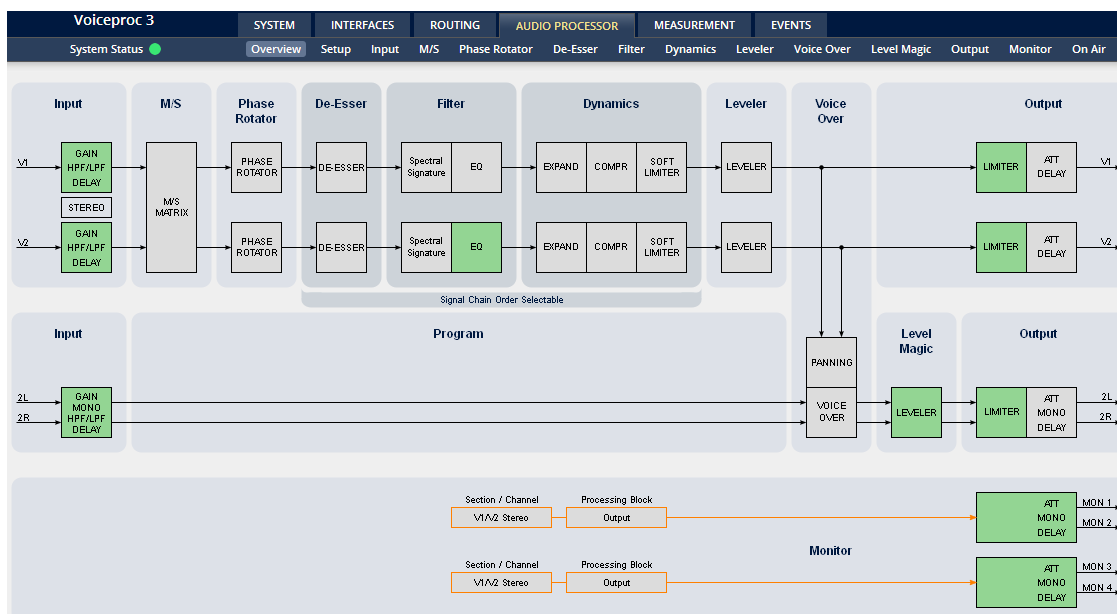 Voiceproc 3
SYSTEM INTERFACES ROUTING AUDIO PROCESSOR MEASUREMENT EVENTS
System Status
Overview Setup Input M/S Phase Rotator De-Esser Filter Dynamics Leveler Voice Over Level Magic Output Monitor On Air
Input
M/S
Phase
Rotator
De-Esser
Filter
Dynamics
Leveler
Voice
Over
Output
V1
GAIN
HPF/LPF
DELAY
STEREO
V2
GAIN
HPF/LPF
DELAY
M/S
MATRIX
PHASE
ROTATOR
PHASE
ROTATOR
DE-ESSER
DE-ESSER
Spectral
Signature
EQ
Spectral
Signature
EQ
EXPAND
COMPR
SOFT
LIMITER
EXPAND
COMPR
SOFT
LIMITER
LEVELER
LEVELER
LIMITER
ATT
DELAY
V1
LIMITER
ATT
DELAY
V2
Signal Chain Order Selectable
Input
Program
Level
Magic
Output
2L
2R
GAIN
MONO
HPF/LPF
DELAY
PANNING
VOICE
OVER
LEVELER
LIMITER
ATT
MONO
DELAY
2L
2R
Section / Channel
Processing Block
V1/V2 Stereo
Output
ATT
MONO
DELAY
MON 1
MON 2
Monitor
Section / Channel
Processing Block
V1/V2 Stereo
Output
ATT
MONO
DELAY
MON 3
MON 4